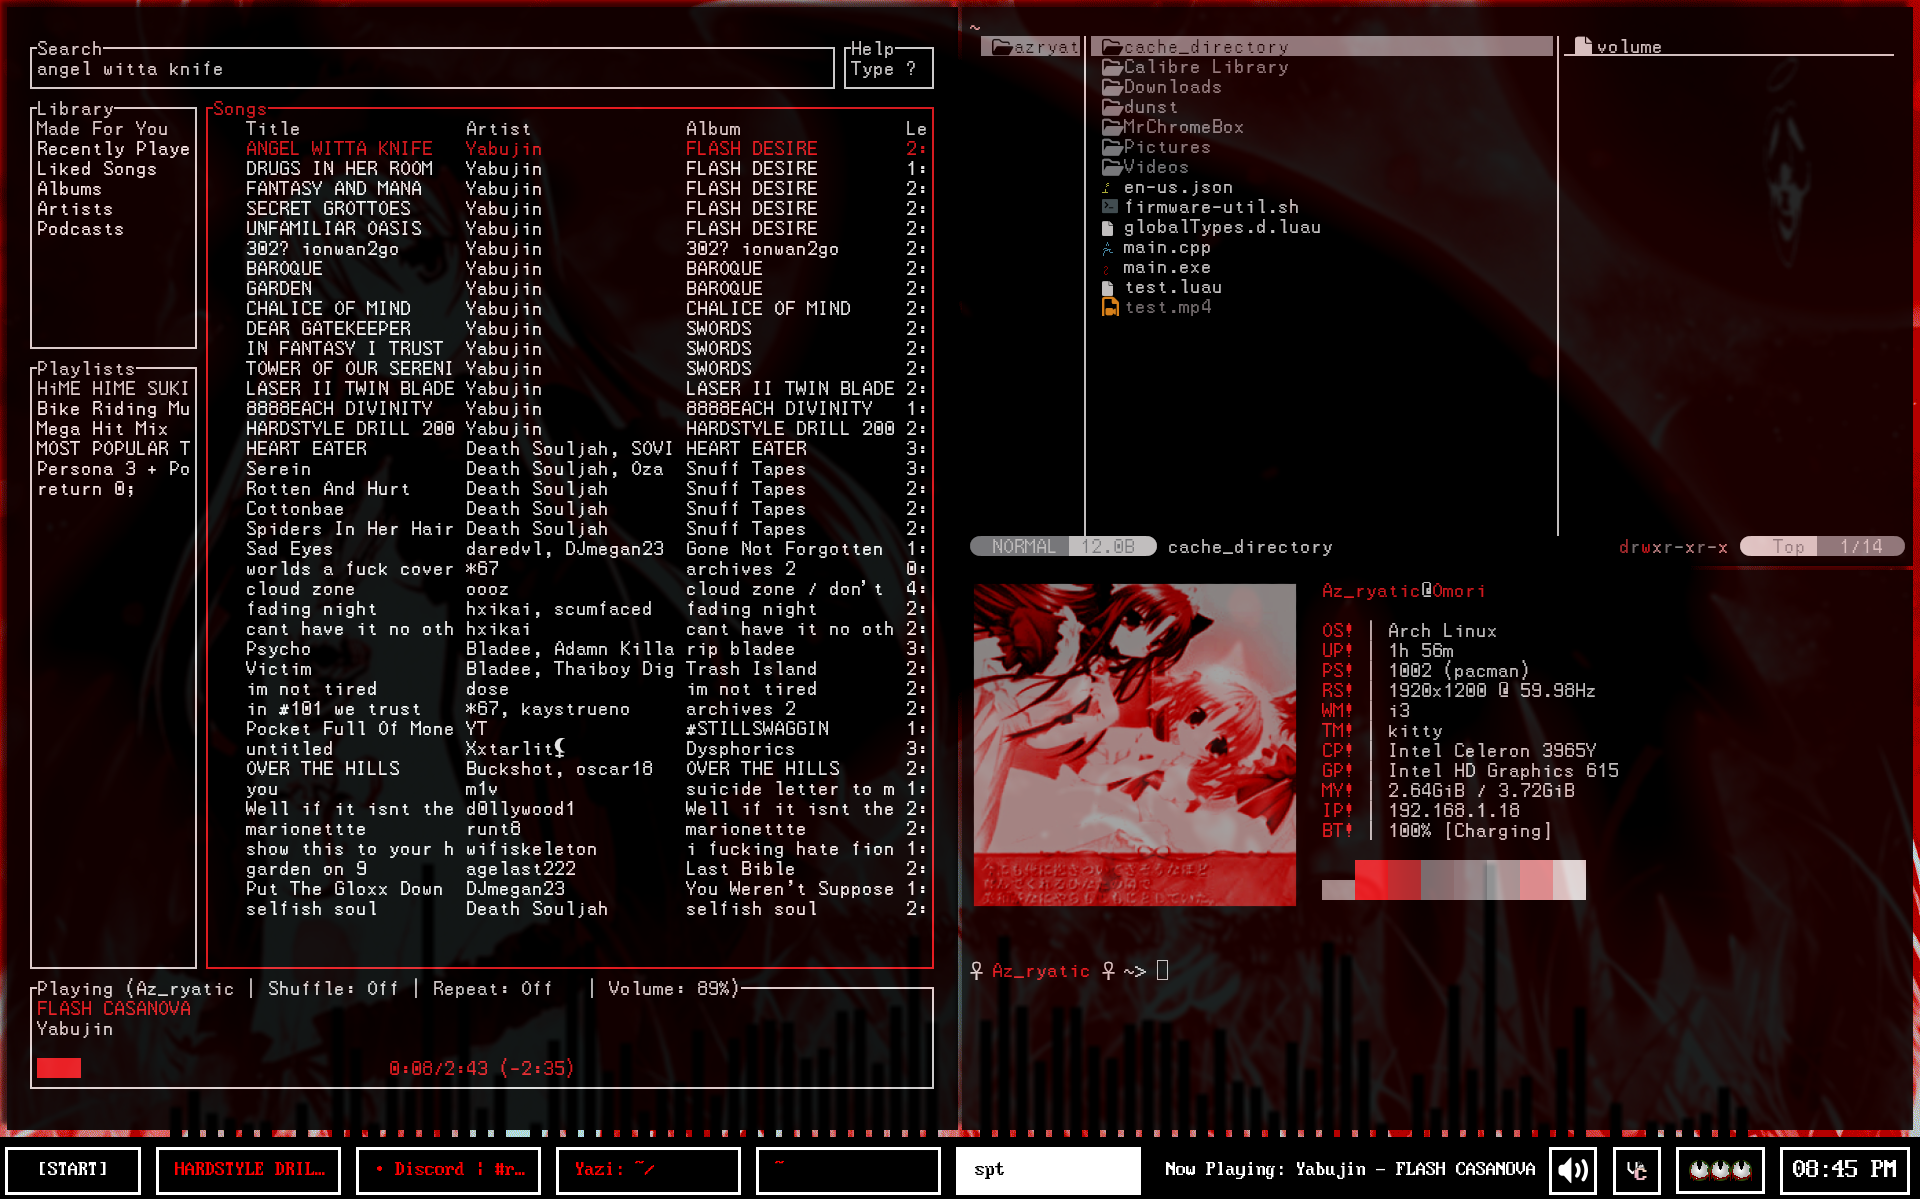 Search
angel witta knife
Help
Type ?
Library
Made For You
Recently Playe
Liked Songs
Albums
Artists
Podcasts
Playlists
HiME HIME SUKI
Bike Riding Mu
Mega Hit Mix
MOST POPULAR T
Persona 3 + Po
return 0;
Songs
Title Artist Album Le
ANGEL WITTA KNIFE Yabujin FLASH DESIRE 2:
DRUGS IN HER ROOM Yabujin FLASH DESIRE 1:
FANTASY AND MANA Yabujin FLASH DESIRE 2:
SECRET GROTTOES Yabujin FLASH DESIRE 2:
UNFAMILIAR OASIS Yabujin FLASH DESIRE 2:
302? ionwan2go Yabujin 302? ionwan2go 2:
BAROQUE Yabujin BAROQUE 2:
GARDEN Yabujin BAROQUE 2:
CHALICE OF MIND Yabujin CHALICE OF MIND 2:
DEAR GATEKEEPER Yabujin SWORDS 2:
IN FANTASY I TRUST Yabujin SWORDS 2:
TOWER OF OUR SERENI Yabujin SWORDS 2:
LASER II TWIN BLADE Yabujin LASER II TWIN BLADE 2:
8888EACH DIVINITY Yabujin 8888EACH DIVINITY 1:
HARDSTYLE DRILL 200 Yabujin HARDSTYLE DRILL 200 2:
HEART EATER Death Souljah, SOVI HEART EATER 3:
Serein Death Souljah, Oza Snuff Tapes 3:
Rotten And Hurt Death Souljah Snuff Tapes 2:
Cottonbae Death Souljah Snuff Tapes 2:
Spiders In Her Hair Death Souljah Snuff Tapes 2:
Sad Eyes daredvl, DJmegan23 Gone Not Forgotten 1:
worlds a fuck cover *67 archives 2 0:
cloud zone oooz cloud zone / don't 4:
fading night hxikai, scumfaced fading night 2:
cant have it no oth hxikai cant have it no oth 2:
Psycho Bladee, Adamn Killa rip bladee 3:
Victim Bladee, Thaiboy Dig Trash Island 2:
im not tired dose im not tired 2:
in #101 we trust *67, kaystrueno archives 2 2:
Pocket Full Of Mone YT #STILLSWAGGIN 1:
untitled Xxtarlit⚸ Dysphorics 3:
OVER THE HILLS Buckshot, oscar18 OVER THE HILLS 2:
you m1v suicide letter to m 1:
Well if it isnt the d0llywood1 Well if it isnt the 2:
marionettte runt8 marionettte 2:
show this to your h wifiskeleton i fucking hate fion 1:
garden on 9 agelast222 Last Bible 2:
Put The Gloxx Down DJmegan23 You Weren't Suppose 1:
selfish soul Death Souljah selfish soul 2:
Playing (Az_ryatic | Shuffle: Off | Repeat: Off | Volume: 89%)
FLASH CASANOVA
Yabujin
0:08/2:43 (-2:35)
~
azryat
cache_directory
Calibre Library
Downloads
dunst
MrChromeBox
Pictures
Videos
en-us.json
firmware-util.sh
globalTypes.d.luau
main.cpp
main.exe
test.luau
test.mp4
volume
NORMAL 12.0B cache_directory drwxr-xr-x Top 1/14
Az_ryatic@Omori
OS! | Arch Linux
UP! | 1h 56m
PS! | 1002 (pacman)
RS! | 1920x1200 @ 59.98Hz
WM! | i3
TM! | kitty
CP! | Intel Celeron 3965Y
GP! | Intel HD Graphics 615
MY! | 2.64GiB / 3.72GiB
IP! | 192.168.1.18
BT! | 100% [Charging]
♀ Az_ryatic ♀ ~>
[START] HARDSTYLE DRIL… • Discord | #r… Yazi: ~/ ~ spt Now Playing: Yabujin - FLASH CASANOVA 08:45 PM